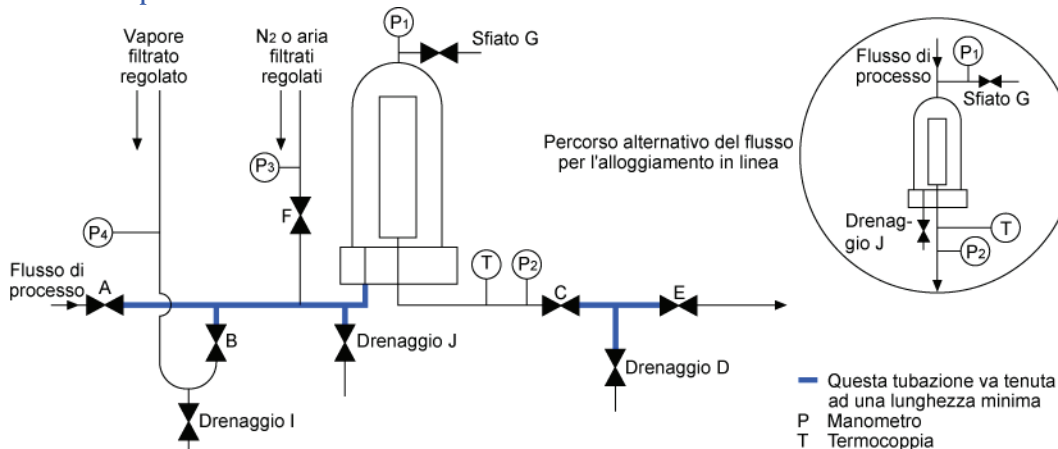 Vapore
filtrato
regolato
N2 o aria
filtrati
regolati
P1
Sfiato G
P3
F
P4
Flusso di
processo
A
B
Drenaggio I
Drenaggio J
T
P2
C
E
Drenaggio D
Percorso alternativo del flusso
per l'alloggiamento in linea
Flusso di
processo
P1
Sfiato G
Drenag-
gio J
T
P2
Questa tubazione va tenuta
ad una lunghezza minima
P Manometro
T Termocoppia